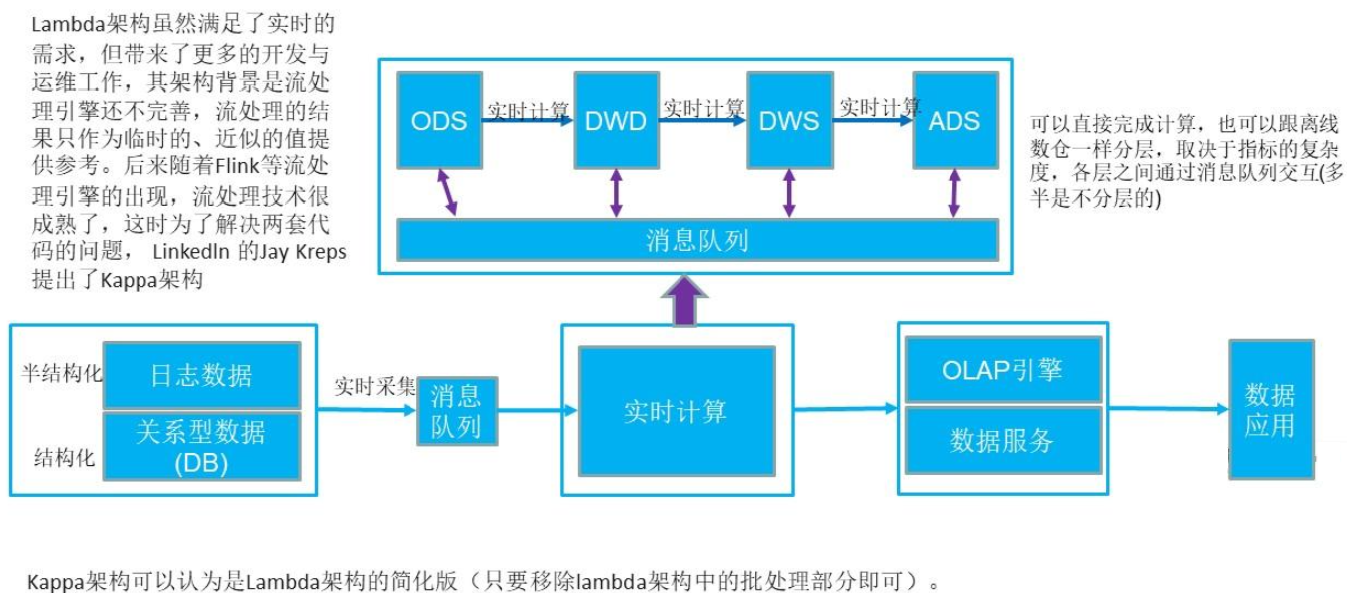 Lambda架构虽然满足了实时的
需求，但带来了更多的开发与
运维工作，其架构背景是流处
理引擎还不完善，流处理的结
果只作为临时的、近似的值提
供参考。后来随着Flink等流处
理引擎的出现，流处理技术很
成熟了，这时为了解决两套代
码的问题， LinkedIn 的Jay Kreps
提出了Kappa架构
ODS
实时计算
DWD
实时计算
DWS
实时计算
ADS
消息队列
可以直接完成计算，也可以跟离线
数仓一样分层，取决于指标的复杂
度，各层之间通过消息队列交互(多
半是不分层的)
半结构化
日志数据
结构化
关系型数据
(DB)
实时采集
消息
队列
实时计算
OLAP引擎
数据服务
数据
应用
Kappa架构可以认为是Lambda架构的简化版（只要移除lambda架构中的批处理部分即可）。